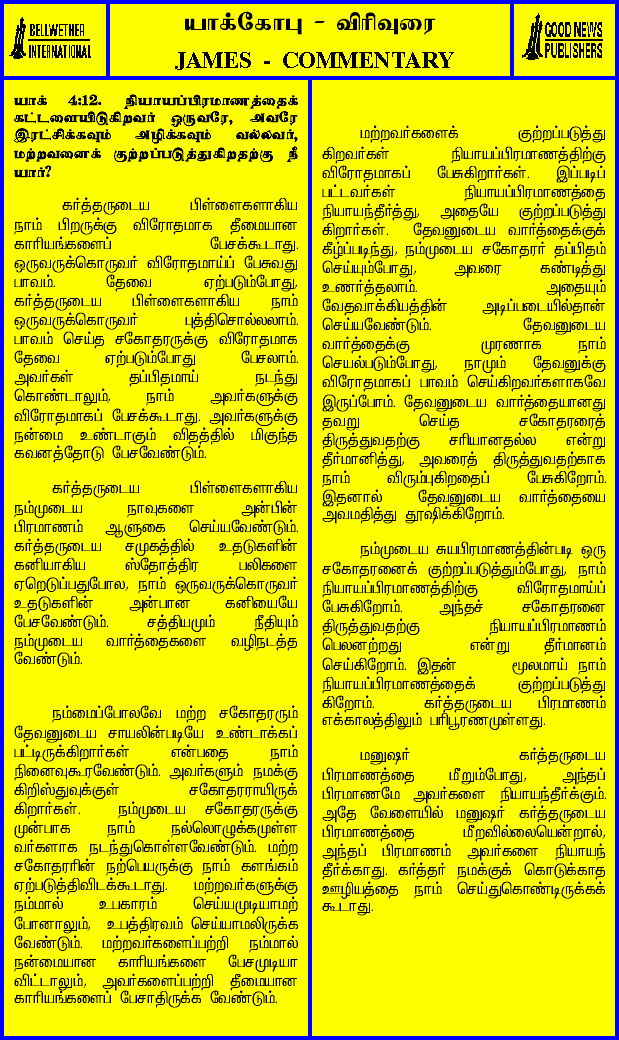 BELLWETHER
INTERNATIONAL
யாக்கோபு - விரிவுரை
JAMES - COMMENTARY
GOOD NEWS
PUBLISHERS
யாக் 4:12. நியாயப்பிரமாணத்தைக்
கட்டளையிடுகிறவர் ஒருவரே, அவரே
இரட்சிக்கவும் அழிக்கவும் வல்லவர்,
மற்றவனைக் குற்றப்படுத்துகிறதற்கு நீ
யார்?
கர்த்தருடைய பிள்ளைகளாகிய
நாம் பிறருக்கு விரோதமாக தீமையான
காரியங்களைப் பேசக்கூடாது.
ஒருவருக்கொருவர் விரோதமாய்ப் பேசுவது
பாவம். தேவை ஏற்படும்போது,
கர்த்தருடைய பிள்ளைகளாகிய நாம்
ஒருவருக்கொருவர் புத்திசொல்லலாம்.
பாவம் செய்த சகோதரருக்கு விரோதமாக
தேவை ஏற்படும்போது பேசலாம்.
அவர்கள் தப்பிதமாய் நடந்து
கொண்டாலும், நாம் அவர்களுக்கு
விரோதமாகப் பேசக்கூடாது. அவர்களுக்கு
நன்மை உண்டாகும் விதத்தில் மிகுந்த
கவனத்தோடு பேசவேண்டும்.
கர்த்தருடைய பிள்ளைகளாகிய
நம்முடைய நாவுகளை அன்பின்
பிரமாணம் ஆளுகை செய்யவேண்டும்.
கர்த்தருடைய சமுகத்தில் உதடுகளின்
கனியாகிய ஸ்தோத்திர பலிகளை
ஏறெடுப்பதுபோல, நாம் ஒருவருக்கொருவர்
உதடுகளின் அன்பான கனியையே
பேசவேண்டும். சத்தியமும் நீதியும்
நம்முடைய வார்த்தைகளை வழிநடத்த
வேண்டும்.
நம்மைப்போலவே மற்ற சகோதரரும்
தேவனுடைய சாயலின்படியே உண்டாக்கப்
பட்டிருக்கிறார்கள் என்பதை நாம்
நினைவுகூரவேண்டும். அவர்களும் நமக்கு
கிறிஸ்துவுக்குள் சகோதரராயிருக்
கிறார்கள். நம்முடைய சகோதரருக்கு
முன்பாக நாம் நல்லொழுக்கமுள்ள
வர்களாக நடந்துகொள்ளவேண்டும். மற்ற
சகோதரரின் நற்பெயருக்கு நாம் களங்கம்
ஏற்படுத்திவிடக்கூடாது. மற்றவர்களுக்கு
நம்மால் உபகாரம் செய்யமுடியாமற்
போனாலும், உபத்திரவம் செய்யாமலிருக்க
வேண்டும். மற்றவர்களைப்பற்றி நம்மால்
நன்மையான காரியங்களை பேசமுடியா
விட்டாலும், அவர்களைப்பற்றி தீமையான
காரியங்களைப் பேசாதிருக்க வேண்டும்.
மற்றவர்களைக் குற்றப்படுத்து
கிறவர்கள் நியாயப்பிரமாணத்திற்கு
விரோதமாகப் பேசுகிறார்கள். இப்படிப்
பட்டவர்கள் நியாயப்பிரமாணத்தை
நியாயந்தீர்த்து, அதையே குற்றப்படுத்து
கிறார்கள். தேவனுடைய வார்த்தைக்குக்
கீழ்ப்படிந்து, நம்முடைய சகோதரர் தப்பிதம்
செய்யும்போது, அவரை கண்டித்து
உணர்த்தலாம். அதையும்
வேதவாக்கியத்தின் அடிப்படையில்தான்
செய்யவேண்டும். தேவனுடைய
வார்த்தைக்கு முரணாக நாம்
செயல்படும்போது, நாமும் தேவனுக்கு
விரோதமாகப் பாவம் செய்கிறவர்களாகவே
இருப்போம். தேவனுடைய வார்த்தையானது
தவறு செய்த சகோதரரைத்
திருத்துவதற்கு சரியானதல்ல என்று
தீர்மானித்து, அவரைத் திருத்துவதற்காக
நாம் விரும்புகிறதைப் பேசுகிறோம்.
இதனால் தேவனுடைய வார்த்தையை
அவமதித்து தூஷிக்கிறோம்.
நம்முடைய சுயபிரமாணத்தின்படி ஒரு
சகோதரனைக் குற்றப்படுத்தும்போது, நாம்
நியாயப்பிரமாணத்திற்கு விரோதமாய்ப்
பேசுகிறோம். அந்தச் சகோதரனை
திருத்துவதற்கு நியாயப்பிரமாணம்
பெலனற்றது என்று தீர்மானம்
செய்கிறோம். இதன் மூலமாய் நாம்
நியாயப்பிரமாணத்தைக் குற்றப்படுத்து
கிறோம். கர்த்தருடைய பிரமாணம்
எக்காலத்திலும் பரிபூரணமுள்ளது.
மனுஷர் கர்த்தருடைய
பிரமாணத்தை மீறும்போது, அந்தப்
பிரமாணமே அவர்களை நியாயந்தீர்க்கும்.
அதே வேளையில் மனுஷர் கர்த்தருடைய
பிரமாணத்தை மீறவில்லையென்றால்,
அந்தப் பிரமாணம் அவர்களை நியாயந்
தீர்க்காது. கர்த்தர் நமக்குக் கொடுக்காத
ஊழியத்தை நாம் செய்துகொண்டிருக்கக்
கூடாது.